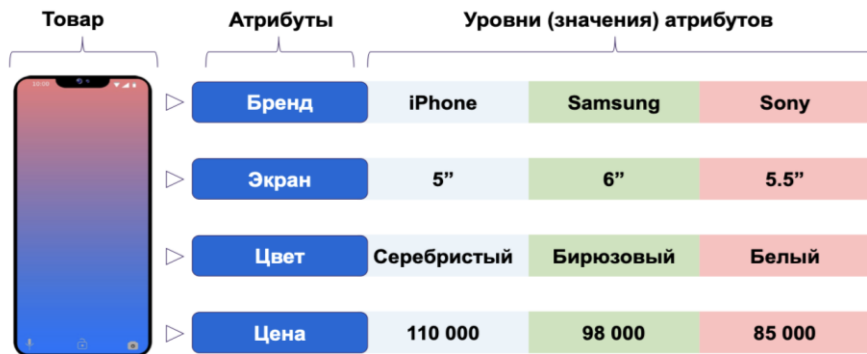 Товар Атрибуты Уровни (значения) атрибутов
Бренд iPhone Samsung Sony
Экран 5” 6” 5.5”
Цвет Серебристый Бирюзовый Белый
Цена 110 000 98 000 85 000